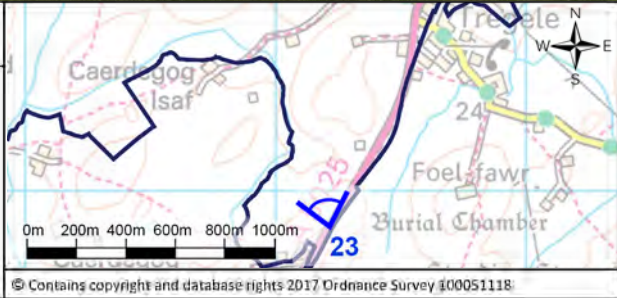 Tregele
N
W E
S
Caerdegog
Isaf
24
25
Foel-fawr
Burial Chamber
0m 200m 400m 600m 800m 1000m
23
Caerdegog
© Contains copyright and database rights 2017 Ordnance Survey 100051118